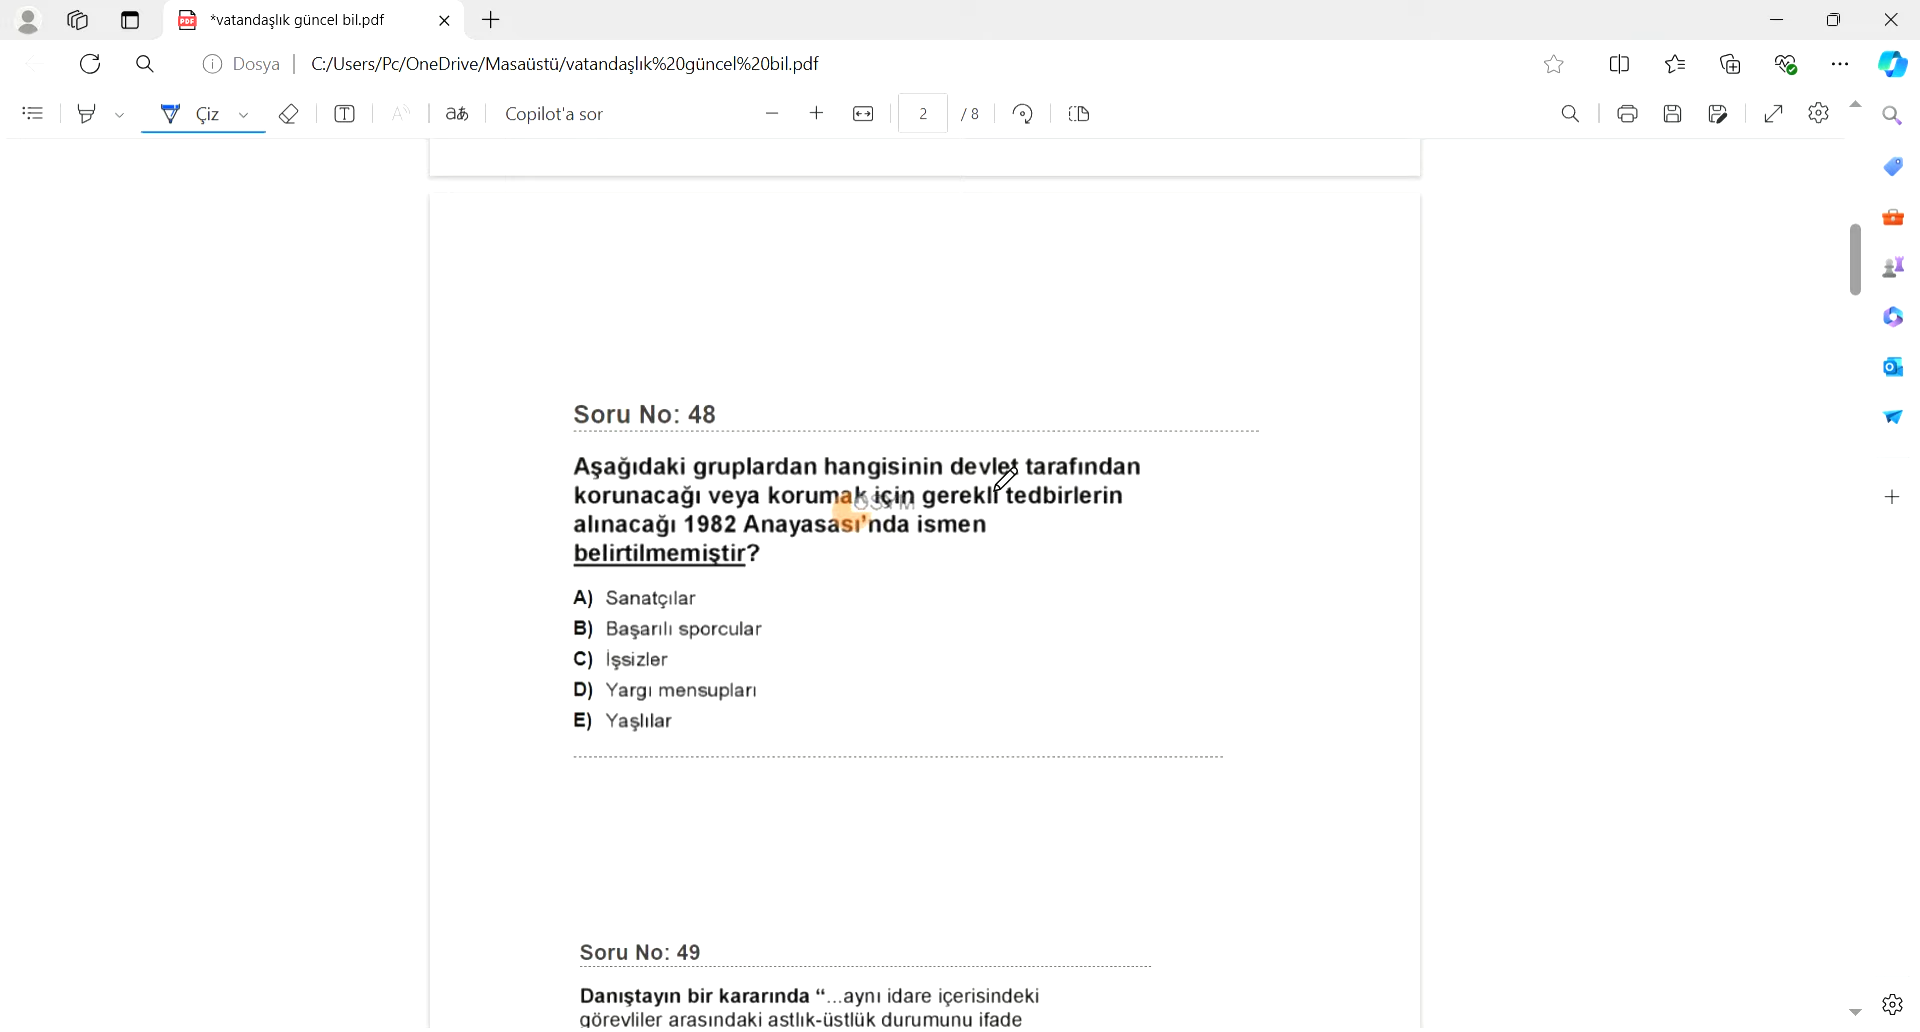 *vatandaşlık güncel bil.pdf
Dosya
C:/Users/Pc/OneDrive/Masaüstü/vatandaşlık%20güncel%20bil.pdf
Çiz
aあ
Copilot'a sor
2
/ 8
Soru No: 48
Aşağıdaki gruplardan hangisinin devlet tarafından
korunacağı veya korumak için gerekli tedbirlerin
ÖSYM
alınacağı 1982 Anayasası'nda ismen
belirtilmemiştir?
A) Sanatçılar
B) Başarılı sporcular
C) İşsizler
D) Yargı mensupları
E) Yaşlılar
Soru No: 49
Danıştayın bir kararında “...aynı idare içerisindeki
görevliler arasındaki astlık-üstlük durumunu ifade